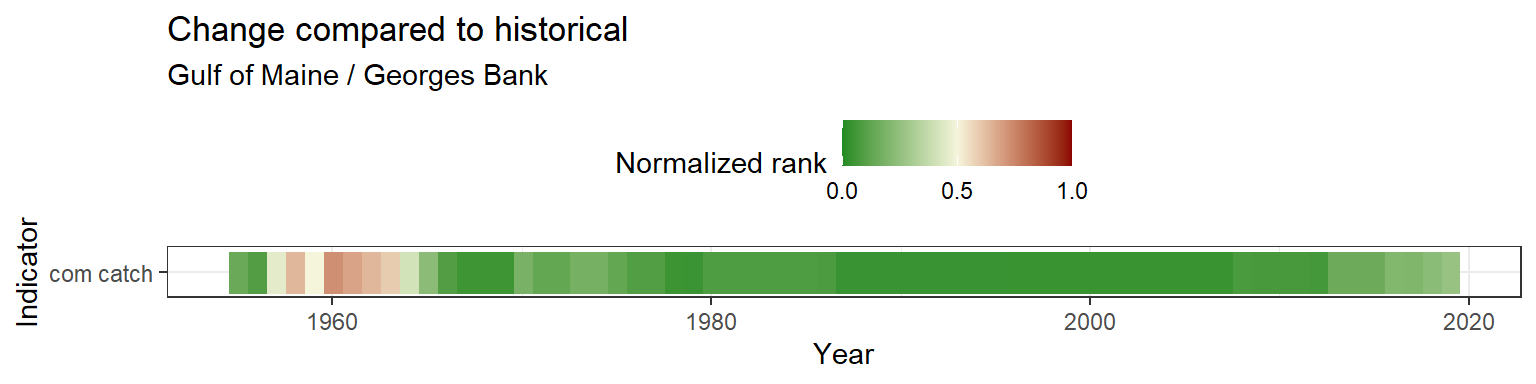 Change compared to historical
Gulf of Maine / Georges Bank
Normalized rank
0.0 0.5 1.0
Indicator
com catch
1960 1980 2000 2020
Year